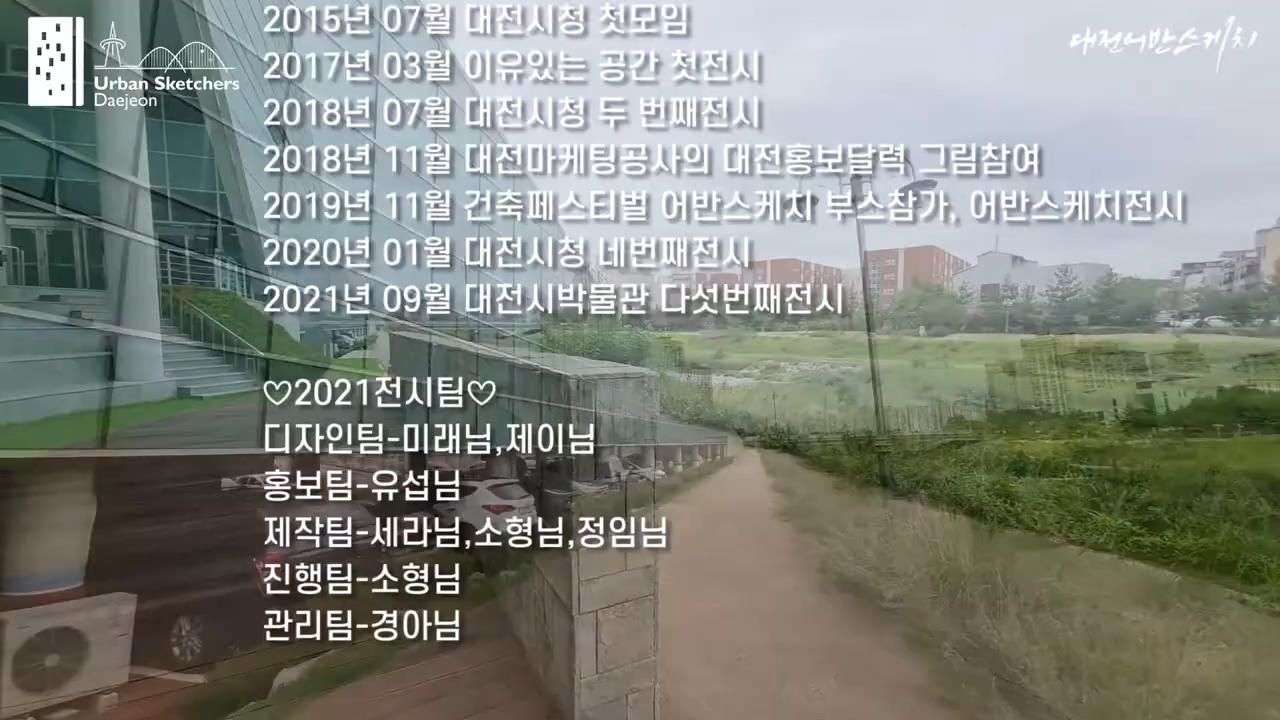 2015년 07월 대전시청 첫모임
2017년 03월 이유있는 공간 첫전시
2018년 07월 대전시청 두 번째전시
2018년 11월 대전마케팅공사의 대전홍보달력 그림참여
2019년 11월 건축페스티벌 어반스케치 부스참가, 어반스케치전시
2020년 01월 대전시청 네번째전시
2021년 09월 대전시박물관 다섯번째전시
♡2021전시팀♡
디자인팀-미래님,제이님
홍보팀-유섭님
제작팀-세라님,소형님,정임님
진행팀-소형님
관리팀-경아님
Urban Sketchers
Daejeon
대전어반스케치